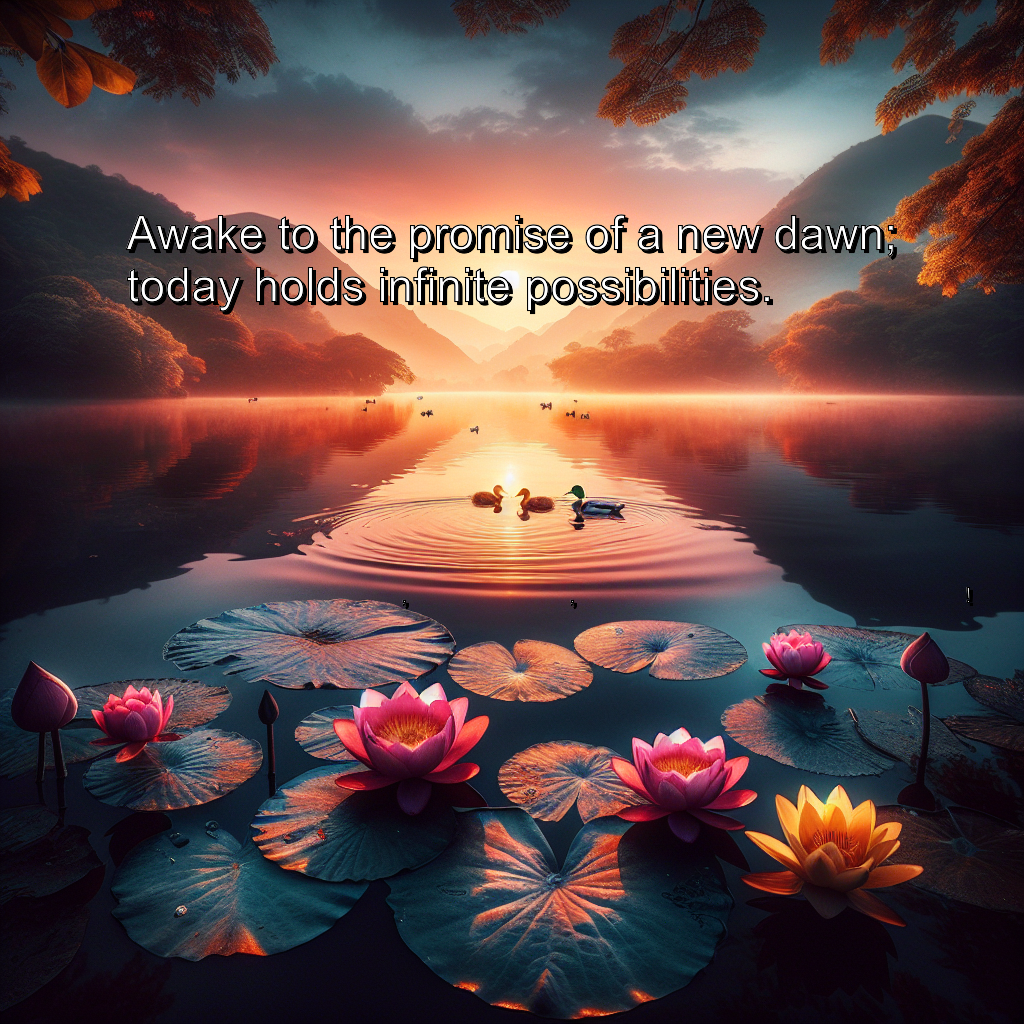 Awake to the promise of a new dawn;
today holds infinite possibilities.